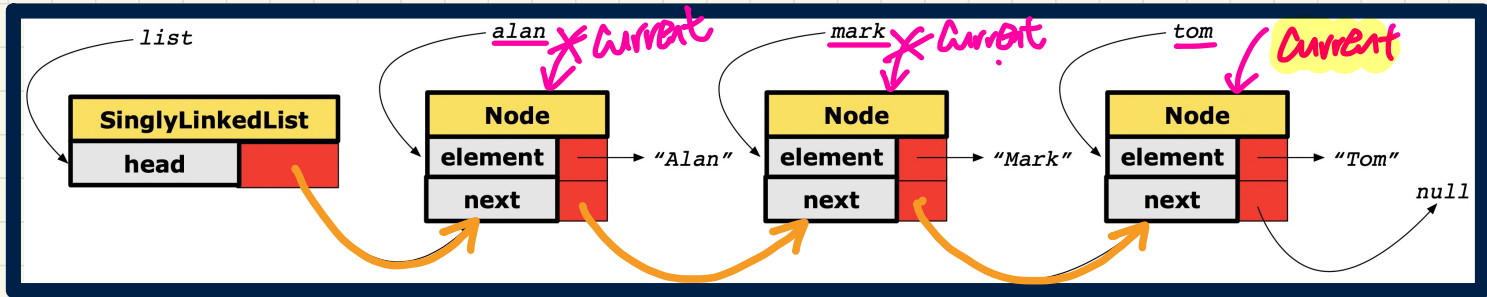 list
alan Current
mark Current
tom Current
SinglyLinkedList
head
Node
element "Alan"
next
Node
element "Mark"
next
Node
element "Tom"
next
null